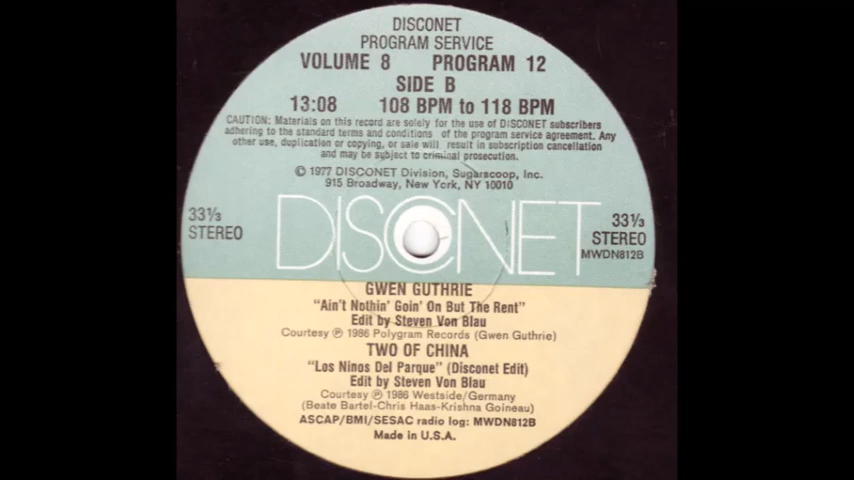 DISCONET
PROGRAM SERVICE
VOLUME 8 PROGRAM 12
SIDE B
13:08 108 BPM to 118 BPM
CAUTION: Materials on this record are solely for the use of DISCONET subscribers
adhering to the standard terms and conditions of the program service agreement. Any
other use, duplication or copying, or sale will result in subscription cancellation
and may be subject to criminal prosecution.
© 1977 DISCONET Division, Sugarscoop, Inc.
915 Broadway, New York, NY 10010
DISCONET
33⅓
STEREO
33⅓
STEREO
MWDN812B
GWEN GUTHRIE
“Ain't Nothin' Goin' On But The Rent”
Edit by Steven Von Blau
Courtesy ℗ 1986 Polygram Records (Gwen Guthrie)
TWO OF CHINA
“Los Ninos Del Parque” (Disconet Edit)
Edit by Steven Von Blau
Courtesy ℗ 1986 Westside/Germany
(Beate Bartel-Chris Haas-Krishna Goineau)
ASCAP/BMI/SESAC radio log: MWDN812B
Made in U.S.A.